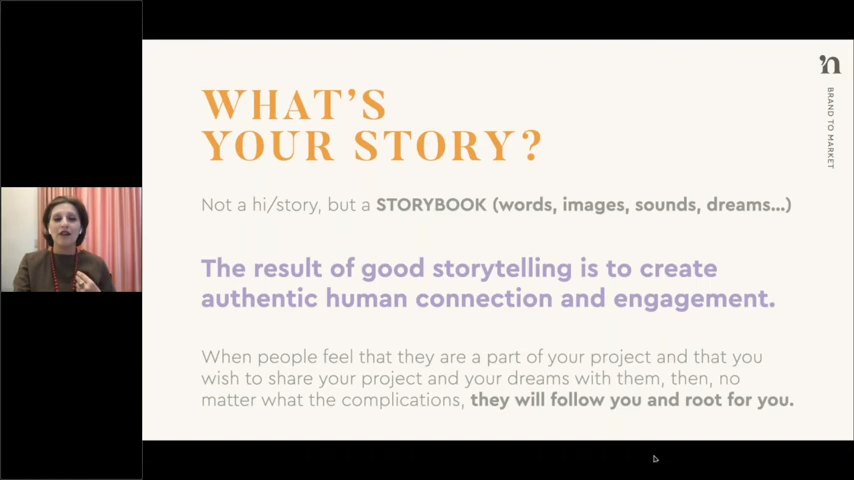 WHAT'S
YOUR STORY?
Not a hi/story, but a STORYBOOK (words, images, sounds, dreams...)
The result of good storytelling is to create
authentic human connection and engagement.
When people feel that they are a part of your project and that you
wish to share your project and your dreams with them, then, no
matter what the complications, they will follow you and root for you.
'n
BRAND TO MARKET